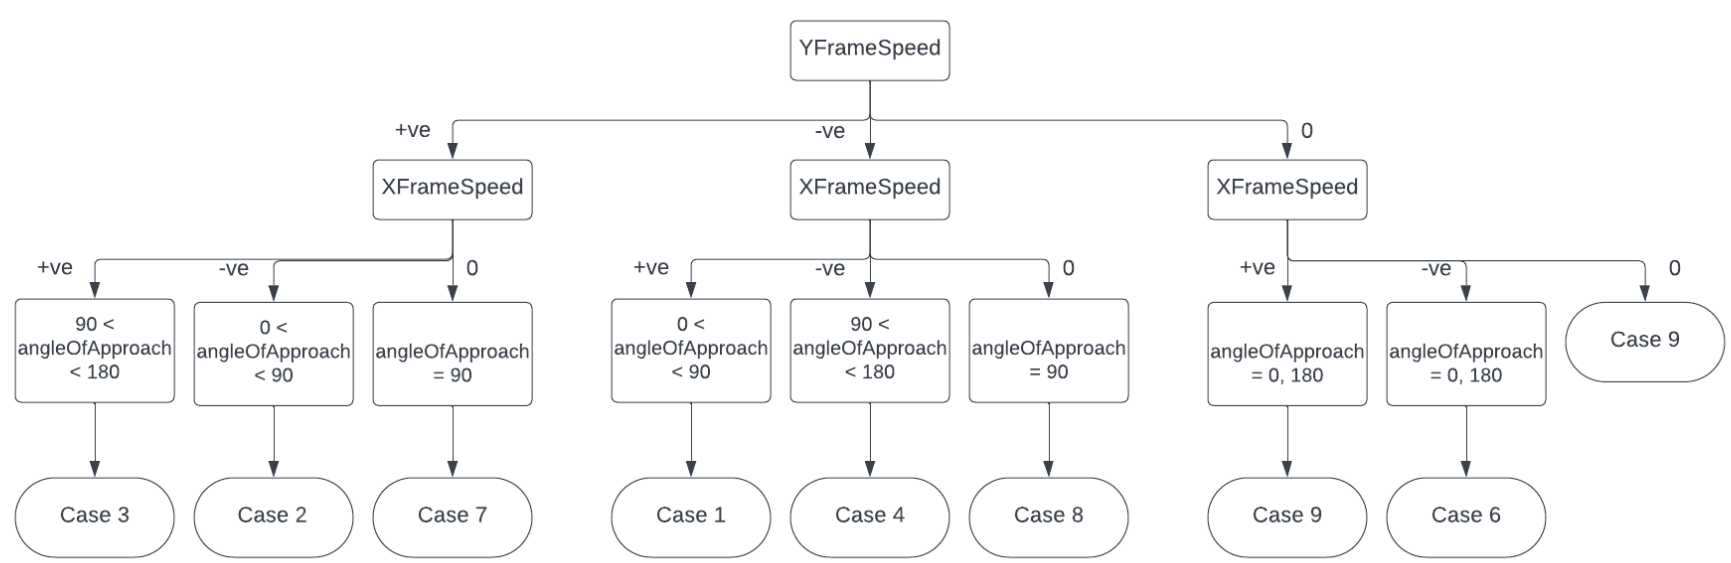 YFrameSpeed
+ve
-ve
0
XFrameSpeed
XFrameSpeed
XFrameSpeed
+ve
-ve
0
+ve
-ve
0
+ve
-ve
0
90 <
angleOfApproach
< 180
0 <
angleOfApproach
< 90
angleOfApproach
= 90
0 <
angleOfApproach
< 90
90 <
angleOfApproach
< 180
angleOfApproach
= 90
angleOfApproach
= 0, 180
angleOfApproach
= 0, 180
Case 9
Case 3
Case 2
Case 7
Case 1
Case 4
Case 8
Case 9
Case 6